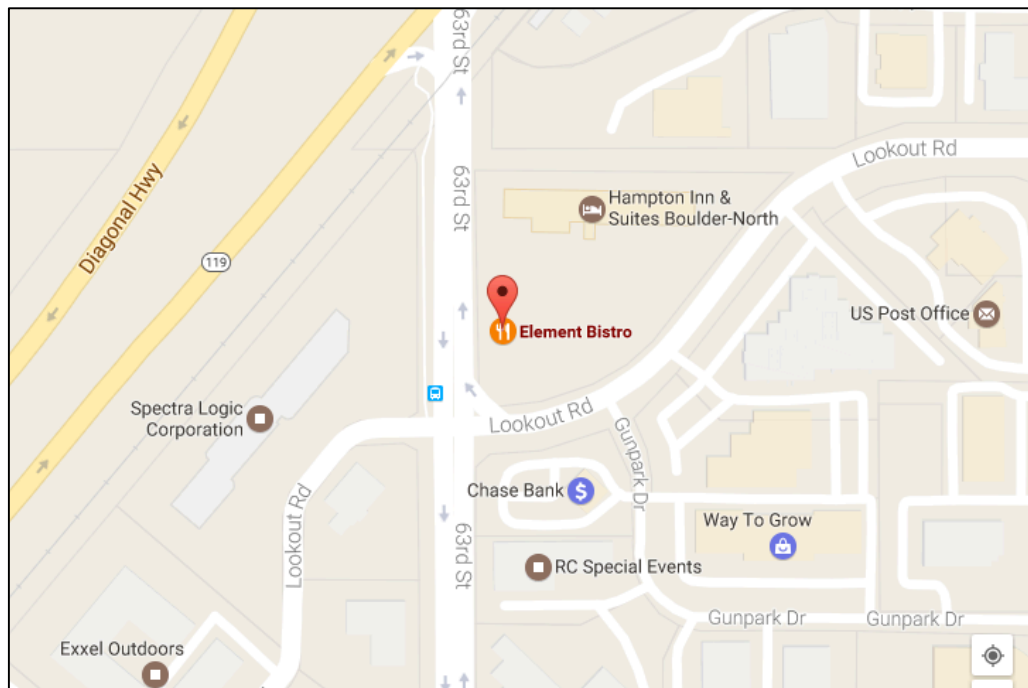 63rd St
Lookout Rd
Diagonal Hwy
63rd St
Hampton Inn &
Suites Boulder-North
119
US Post Office
Element Bistro
Spectra Logic
Corporation
Lookout Rd
Gunpark Dr
Chase Bank
$
Way To Grow
Lookout Rd
63rd St
RC Special Events
Gunpark Dr
Gunpark Dr
Exxel Outdoors